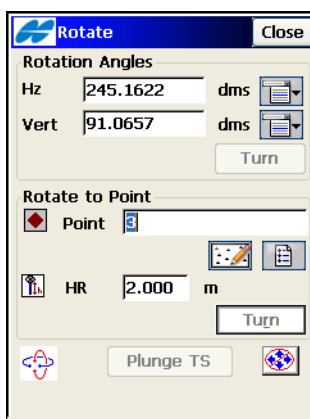 Rotate Close
Rotation Angles
Hz 245.1622 dms
Vert 91.0657 dms
Turn
Rotate to Point
Point 3
HR 2.000 m
Turn
Plunge TS